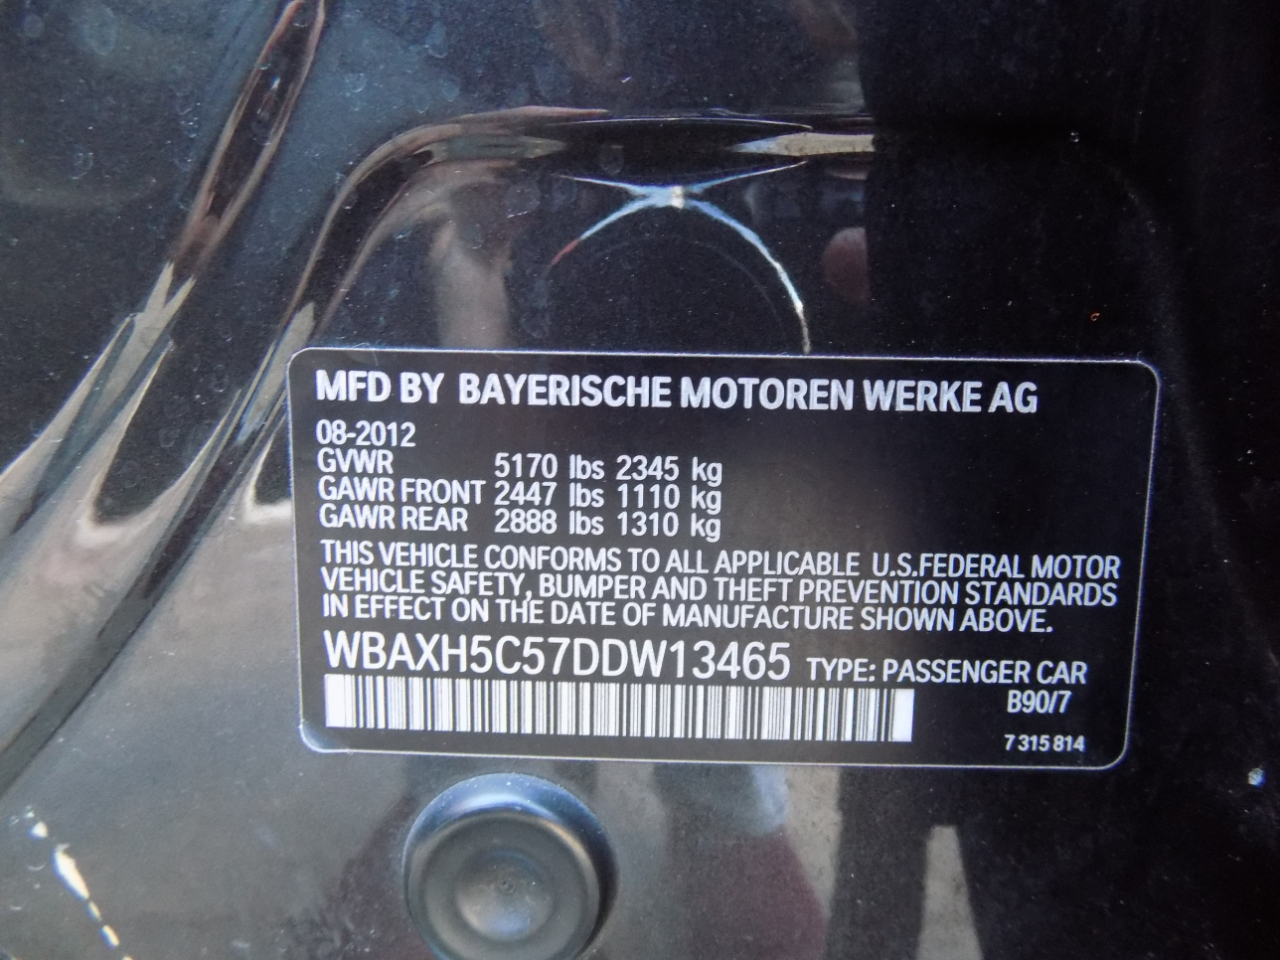 MFD BY BAYERISCHE MOTOREN WERKE AG
08-2012
GVWR 5170 lbs 2345 kg
GAWR FRONT 2447 lbs 1110 kg
GAWR REAR 2888 lbs 1310 kg
THIS VEHICLE CONFORMS TO ALL APPLICABLE U.S.FEDERAL MOTOR
VEHICLE SAFETY, BUMPER AND THEFT PREVENTION STANDARDS
IN EFFECT ON THE DATE OF MANUFACTURE SHOWN ABOVE.
WBAXH5C57DDW13465 TYPE: PASSENGER CAR
B90/7
7 315 814